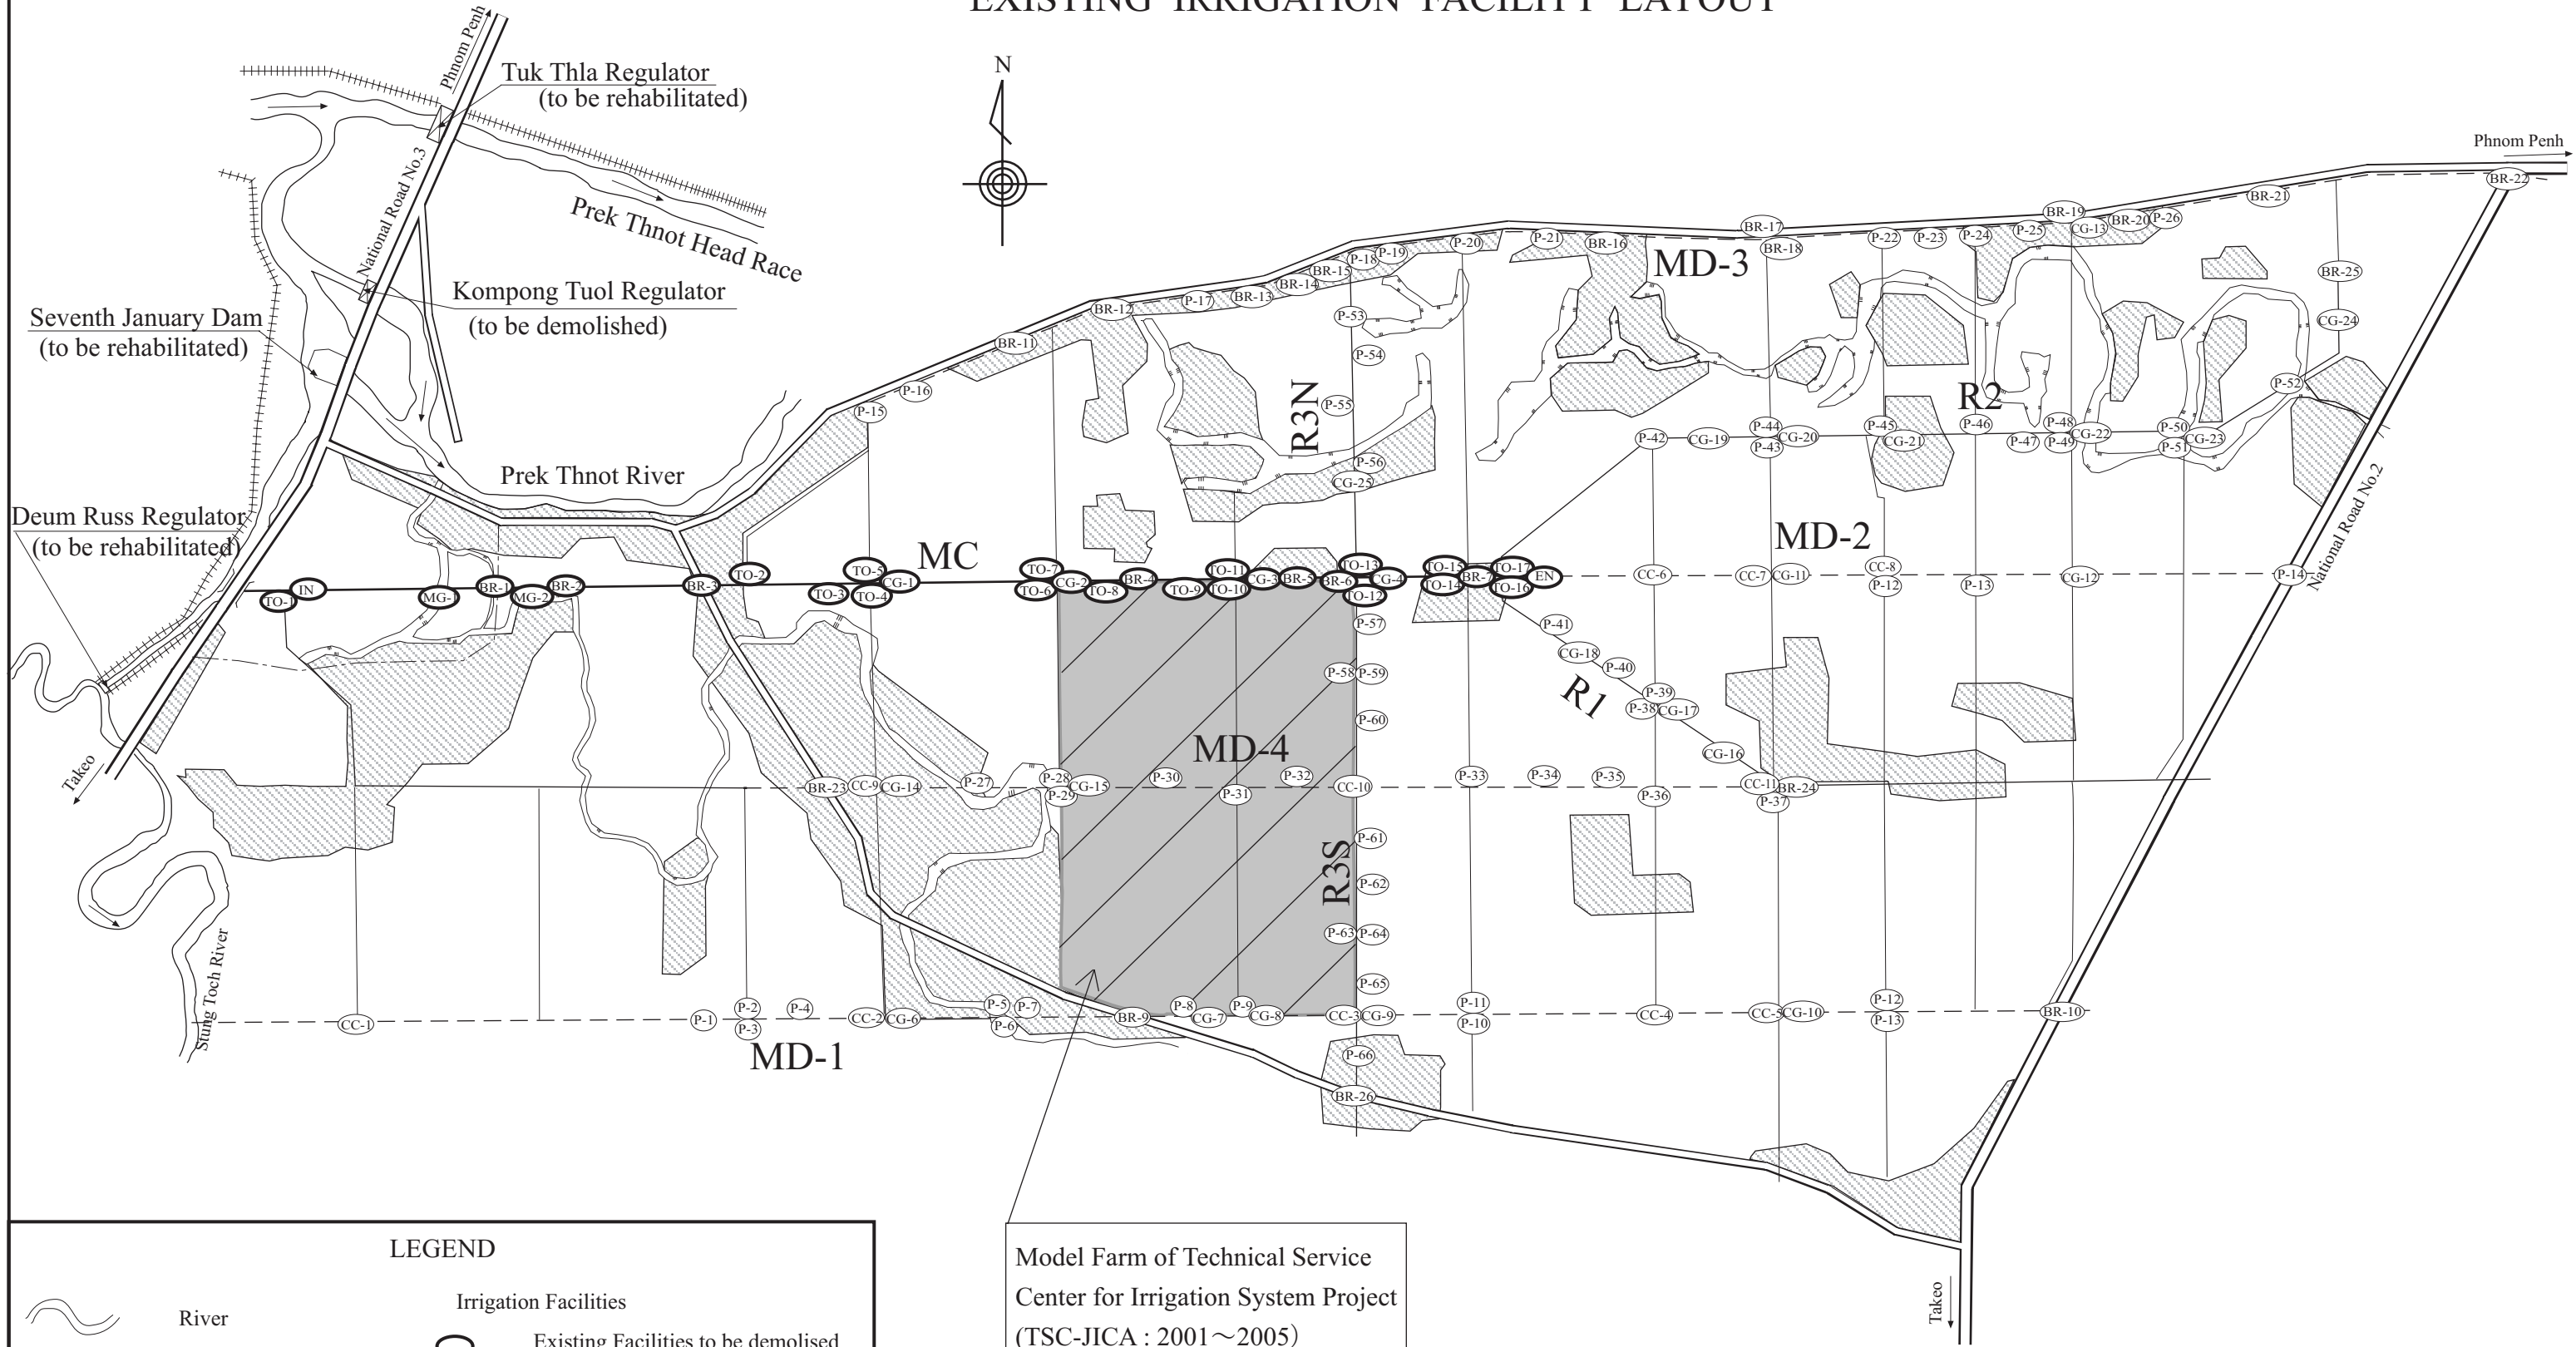 EXISTING IRRIGATION FACILITY LAYOUT
Phnom Penh
Tuk Thla Regulator
(to be rehabilitated)
N
National Road No.3
Prek Thnot Head Race
Kompong Tuol Regulator
(to be demolished)
Seventh January Dam
(to be rehabilitated)
Prek Thnot River
Deum Russ Regulator
(to be rehabilitated)
Takeo
Stung Toch River
Phnom Penh
BR-22
BR-21
P-26
BR-20
BR-19
CG-13
P-25
P-24
P-23
P-22
BR-17
BR-18
MD-3
BR-16
P-21
P-20
P-19
P-18
BR-15
BR-14
BR-13
P-17
BR-12
BR-11
P-16
P-15
BR-25
CG-24
P-52
P-53
P-54
P-55
R3N
P-56
CG-25
R2
P-42
CG-19
P-44
P-43
CG-20
P-45
CG-21
P-46
P-47
P-48
P-49
CG-22
P-50
P-51
CG-23
National Road No.2
MC
MD-2
TO-1
IN
MG-1
BR-1
MG-2
BR-2
BR-3
TO-2
TO-3
TO-5
TO-4
CG-1
TO-7
TO-6
CG-2
TO-8
BR-4
TO-9
TO-11
TO-10
CG-3
BR-5
BR-6
TO-13
TO-12
CG-4
TO-15
TO-14
BR-7
TO-17
TO-16
EN
CC-6
CC-7
CG-11
CC-8
P-12
P-13
CG-12
P-14
P-57
P-58
P-59
P-60
P-41
CG-18
P-40
R1
P-39
P-38
CG-17
CG-16
MD-4
BR-23
CC-9
CG-14
P-27
P-28
P-29
CG-15
P-30
P-31
P-32
CC-10
P-33
P-34
P-35
P-36
CC-11
P-37
BR-24
R3S
P-61
P-62
P-63
P-64
P-65
CC-1
P-1
P-2
P-3
P-4
CC-2
CG-6
P-5
P-6
P-7
BR-9
P-8
CG-7
P-9
CG-8
CC-3
CG-9
P-11
P-10
CC-4
CC-5
CG-10
P-12
P-13
BR-10
MD-1
P-66
BR-26
Takeo
LEGEND
River
Irrigation Facilities
Existing Facilities to be demolised
Model Farm of Technical Service
Center for Irrigation System Project
(TSC-JICA : 2001～2005)